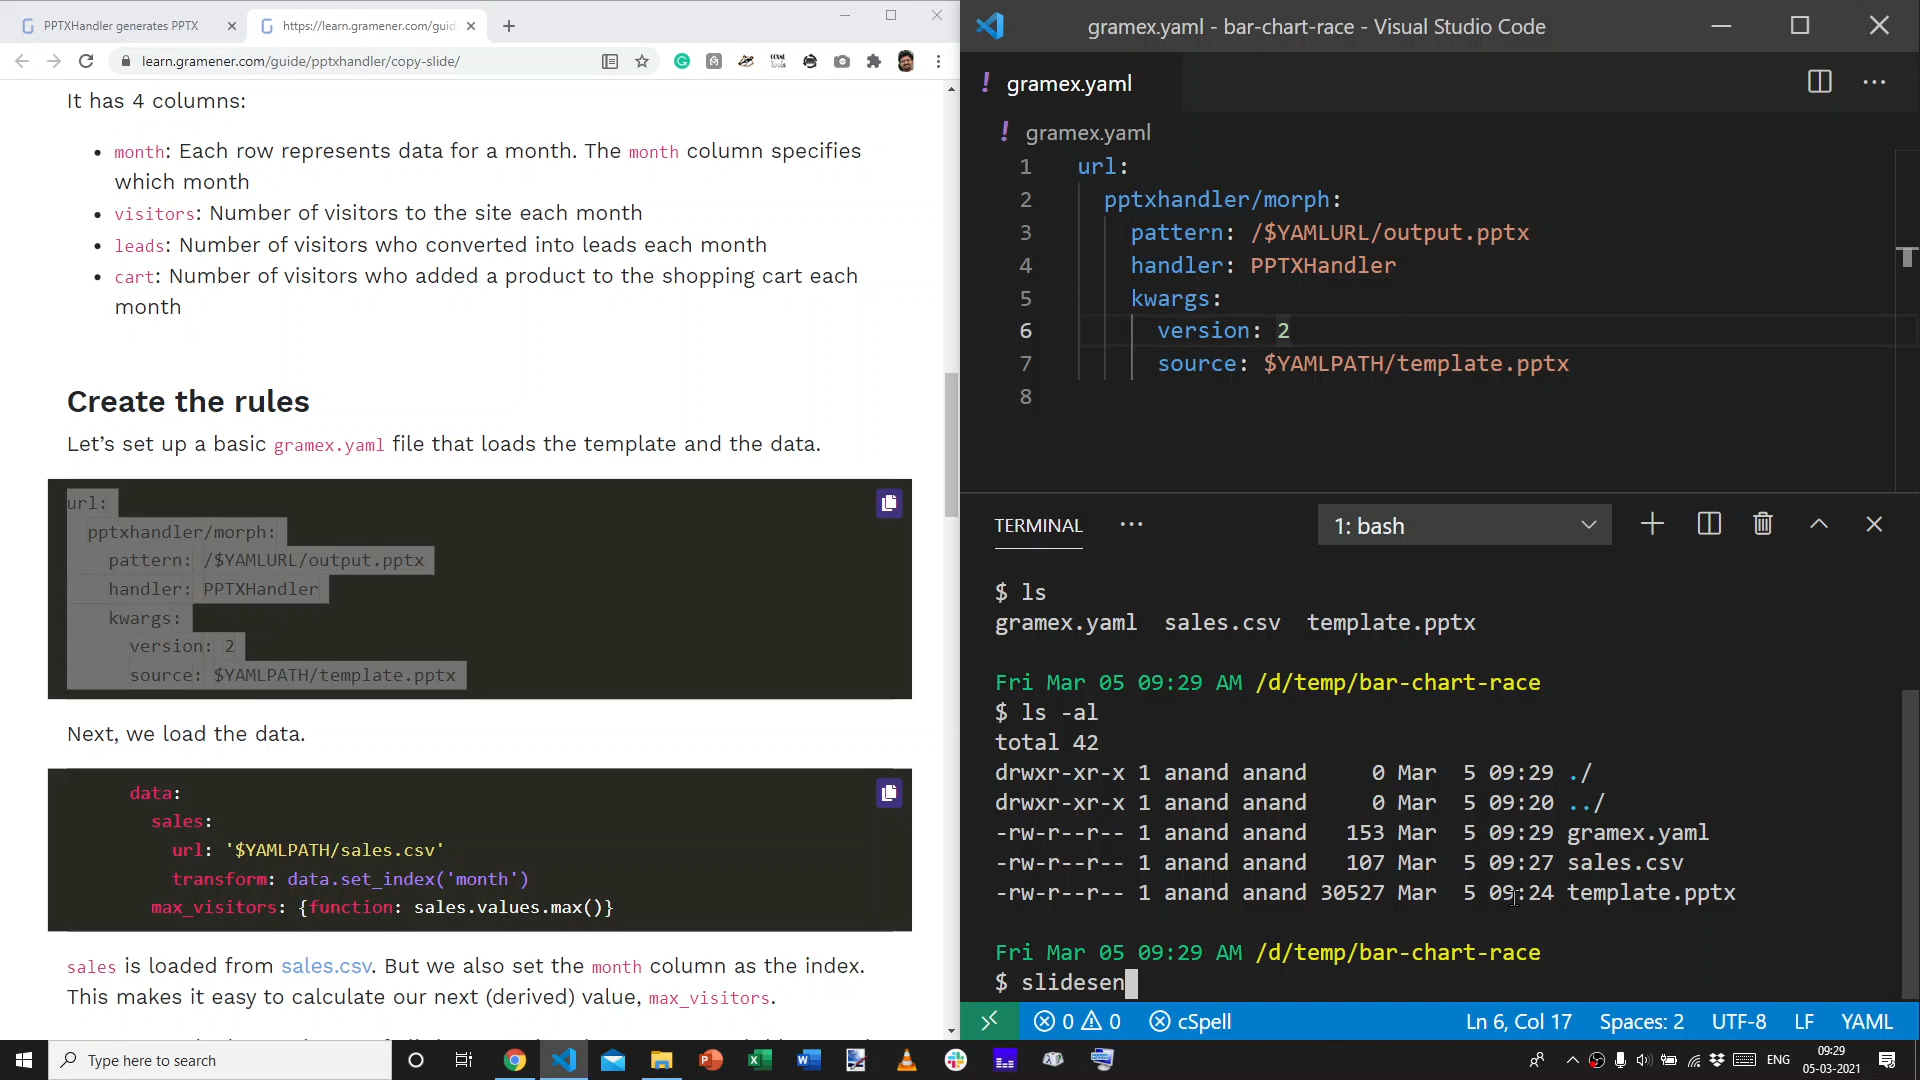 PPTXHandler generates PPTX
https://learn.gramener.com/guid
learn.gramener.com/guide/pptxhandler/copy-slide/
It has 4 columns:
month: Each row represents data for a month. The month column specifies
which month
visitors: Number of visitors to the site each month
leads: Number of visitors who converted into leads each month
cart: Number of visitors who added a product to the shopping cart each
month
Create the rules
Let's set up a basic gramex.yaml file that loads the template and the data.
url:
pptxhandler/morph:
pattern: /$YAMLURL/output.pptx
handler: PPTXHandler
kwargs:
version: 2
source: $YAMLPATH/template.pptx
Next, we load the data.
data:
sales:
url: '$YAMLPATH/sales.csv'
transform: data.set_index('month')
max_visitors: {function: sales.values.max()}
sales is loaded from sales.csv. But we also set the month column as the index.
This makes it easy to calculate our next (derived) value, max_visitors.
gramex.yaml - bar-chart-race - Visual Studio Code
! gramex.yaml
! gramex.yaml
1 url:
2 pptxhandler/morph:
3 pattern: /$YAMLURL/output.pptx
4 handler: PPTXHandler
5 kwargs:
6 version: 2
7 source: $YAMLPATH/template.pptx
8
TERMINAL
1: bash
$ ls
gramex.yaml sales.csv template.pptx
Fri Mar 05 09:29 AM /d/temp/bar-chart-race
$ ls -al
total 42
drwxr-xr-x 1 anand anand 0 Mar 5 09:29 ./
drwxr-xr-x 1 anand anand 0 Mar 5 09:20 ../
-rw-r--r-- 1 anand anand 153 Mar 5 09:29 gramex.yaml
-rw-r--r-- 1 anand anand 107 Mar 5 09:27 sales.csv
-rw-r--r-- 1 anand anand 30527 Mar 5 09:24 template.pptx
Fri Mar 05 09:29 AM /d/temp/bar-chart-race
$ slidesen
0 0 cSpell Ln 6, Col 17 Spaces: 2 UTF-8 LF YAML
Type here to search
ENG
09:29
05-03-2021